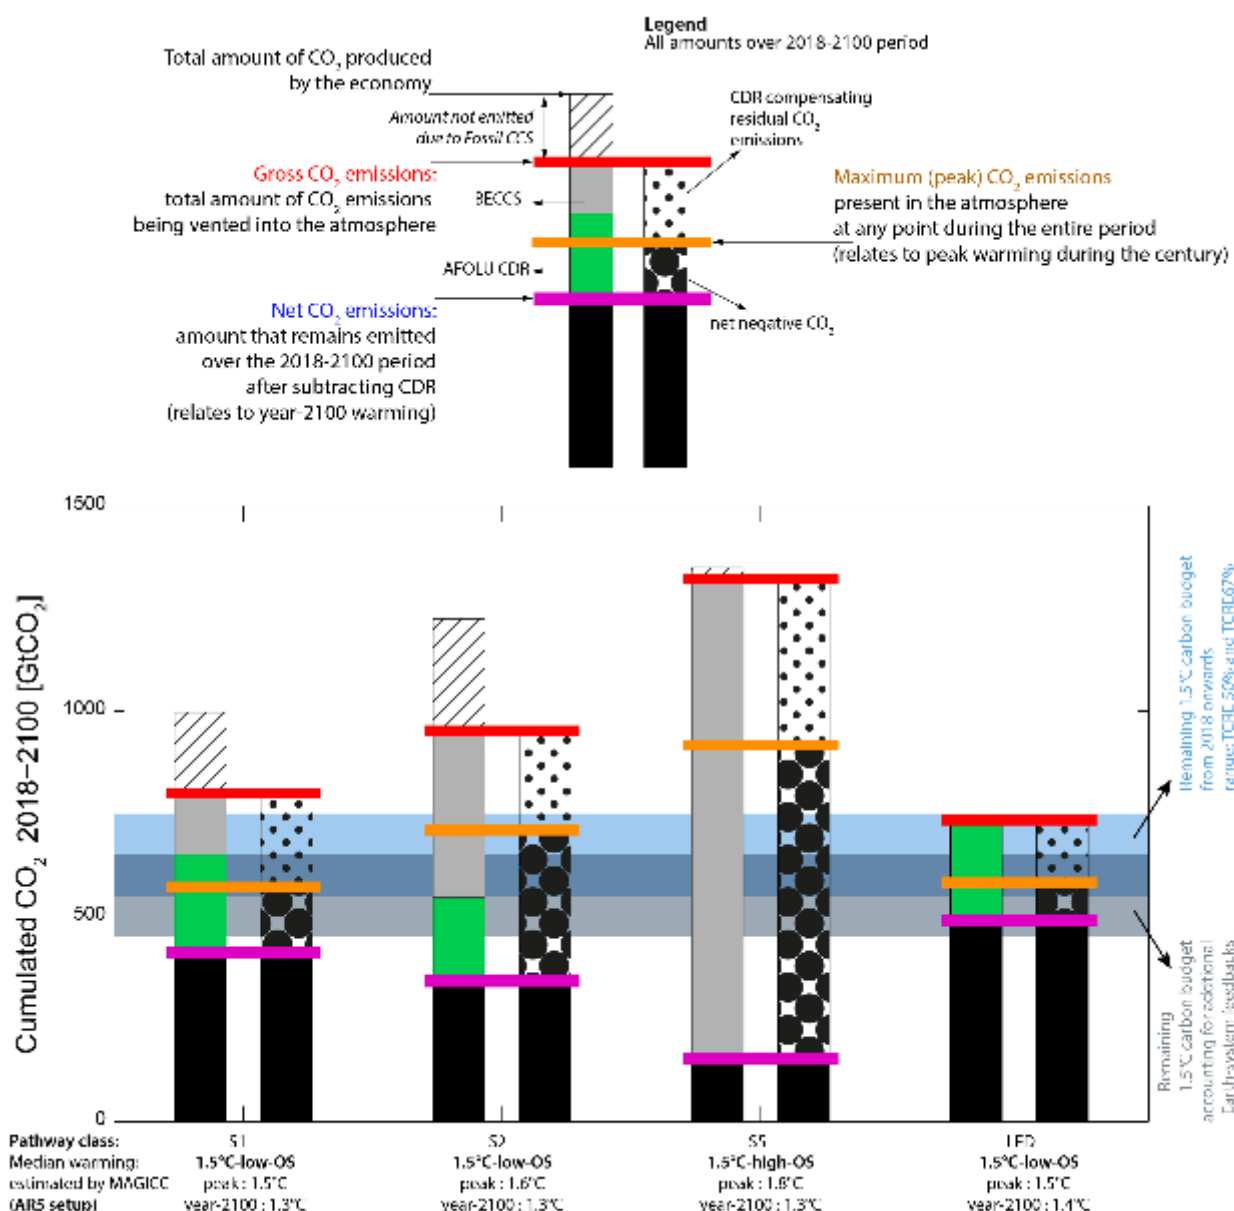 Legend
All amounts over 2018-2100 period
Total amount of CO₂ produced
by the economy
Amount not emitted
due to Fossil CCS
CDR compensating
residual CO₂
emissions
Gross CO₂ emissions:
total amount of CO₂ emissions
being vented into the atmosphere
BECCS
Maximum (peak) CO₂ emissions
present in the atmosphere
at any point during the entire period
(relates to peak warming during the century)
AFOLU CDR
Net CO₂ emissions:
amount that remains emitted
over the 2018-2100 period
after subtracting CDR
(relates to year-2100 warming)
net negative CO₂
1500
1000
500
0
Cumulated CO₂ 2018–2100 [GtCO₂]
Remaining 1.5°C carbon budget
from 2018 onwards
range: TCRE 50% and TCRE67%
Remaining
1.5°C carbon budget
accounting for additional
Earth-system feedbacks
Pathway class: S1 S2 S5 LED
Median warming: 1.5°C-low-OS 1.5°C-low-OS 1.5°C-high-OS 1.5°C-low-OS
estimated by MAGICC peak : 1.5°C peak : 1.6°C peak : 1.8°C peak : 1.5°C
(AR5 setup) year-2100 : 1.3°C year-2100 : 1.3°C year-2100 : 1.3°C year-2100 : 1.4°C